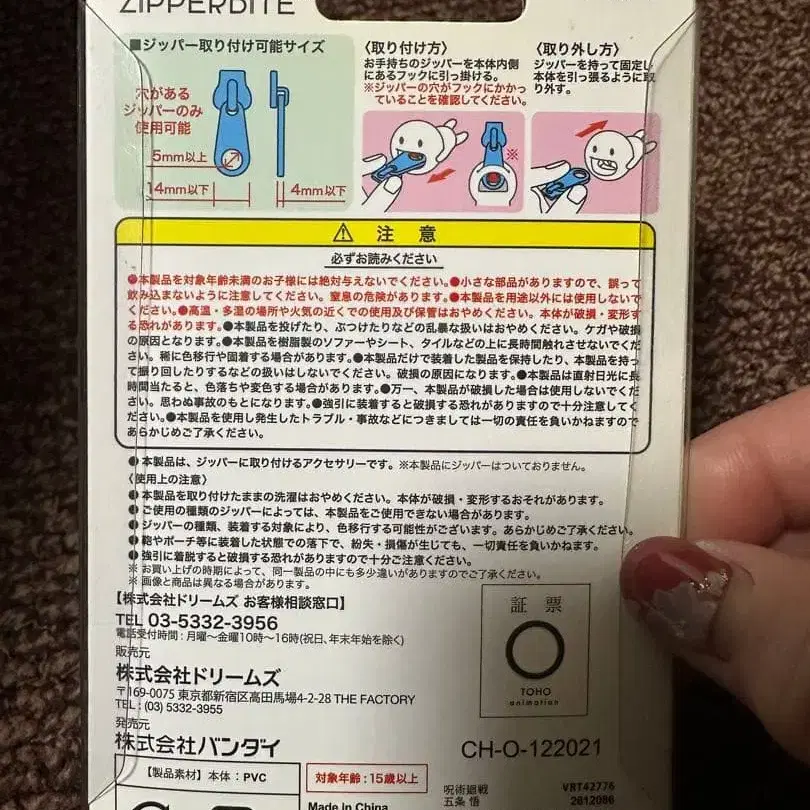 ZIPPERBITE
■ジッパー取り付け可能サイズ
穴がある
ジッパーのみ
使用可能
5mm以上
14mm以下
4mm以下
〈取り付け方〉
お手持ちのジッパーを本体内側
にあるフックに引っ掛ける。
※ジッパーの穴がフックにかかっ
ていることを確認してください。
※
〈取り外し方〉
ジッパーを持って固定し
本体を引っ張るように取
り外す。
⚠ 注意
必ずお読みください
●本製品を対象年齢未満のお子様には絶対与えないでください。●小さな部品がありますので、誤って
飲み込まないように注意してください。窒息の危険があります。●本製品を用途以外には使用しないで
ください。●高温・多湿の場所や火気の近くでの使用及び保管はおやめください。本体が破損・変形す
る恐れがあります。●本製品を投げたり、ぶつけたりなどの乱暴な扱いはおやめください。ケガや破損
の原因となります。●本製品を樹脂製のソファーやシート、タイルなどの上に長時間触れさせないでくだ
さい。稀に色移行や固着する場合があります。●本製品だけで装着した製品を保持したり、本製品を持っ
て振り回したりするなどの扱いはしないでください。破損の原因になります。●本製品は直射日光に長
時間当たると、色落ちや変色する場合があります。●万一、本製品が破損した場合は使用しないでくだ
さい。思わぬ事故のもとになります。●強引に装着すると破損する恐れがありますので十分注意してく
ださい。●本製品を使用し発生したトラブル・事故などにつきましては一切の責任を負いかねますので
あらかじめご了承ください。
●本製品は、ジッパーに取り付けるアクセサリーです。※本製品にジッパーはついておりません。
〈使用上の注意〉
●本製品を取り付けたままの洗濯はおやめください。本体が破損・変形するおそれがあります。
●ご使用の種類のジッパーによっては、本製品をご使用できない場合があります。
●ジッパーの種類、装着する対象により、色移行する可能性がございます。あらかじめご了承ください。
●鞄やポーチ等に装着した状態での落下で、紛失・損傷が生じても、一切責任を負いかねます。
●強引に着脱すると破損する恐れがありますので十分ご注意ください。
※お買い上げの時期によって、同一製品の中にも多少違いがありますのでご了承ください。
※画像と商品は異なる場合があります。
【株式会社ドリームズ お客様相談窓口】
TEL 03-5332-3956
電話受付時間:月曜〜金曜10時〜16時(祝日、年末年始を除く)
販売元
株式会社ドリームズ
〒169-0075 東京都新宿区高田馬場4-2-28 THE FACTORY
TEL:(03) 5332-3955
発売元
株式会社バンダイ
証票
TOHO
animation
CH-O-122021
【製品素材】本体:PVC
対象年齢:15歳以上
Made in China
呪術廻戦
五条 悟
VRT42776
2612086